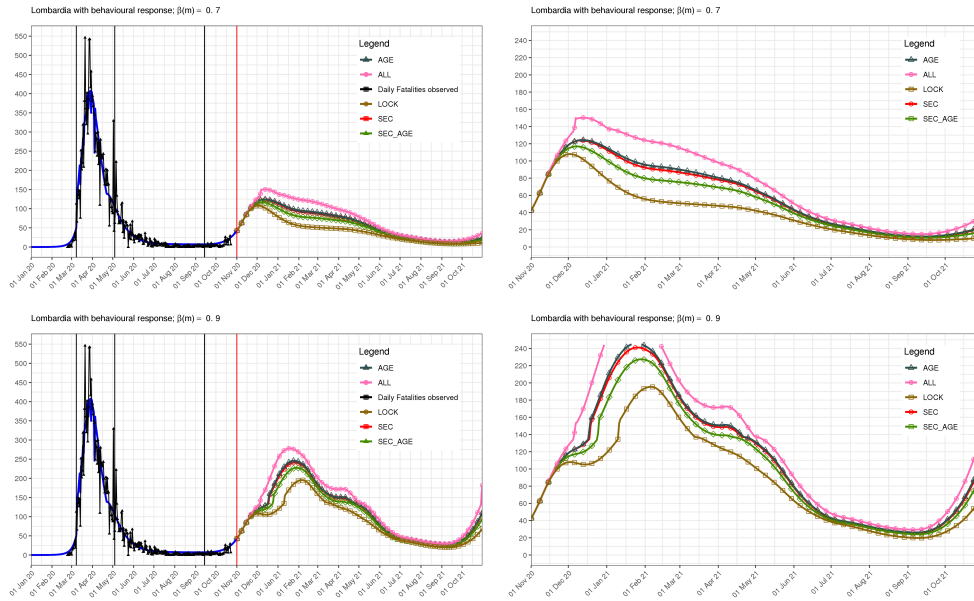 Lombardia with behavioural response; β(m) = 0. 7
550
500
450
400
350
300
250
200
150
100
50
0
Legend
AGE
ALL
Daily Fatalities observed
LOCK
SEC
SEC_AGE
01 Jan 20
01 Feb 20
01 Mar 20
01 Apr 20
01 May 20
01 Jun 20
01 Jul 20
01 Aug 20
01 Sep 20
01 Oct 20
01 Nov 20
01 Dec 20
01 Jan 21
01 Feb 21
01 Mar 21
01 Apr 21
01 May 21
01 Jun 21
01 Jul 21
01 Aug 21
01 Sep 21
01 Oct 21
Lombardia with behavioural response; β(m) = 0. 7
240
220
200
180
160
140
120
100
80
60
40
20
0
Legend
AGE
ALL
LOCK
SEC
SEC_AGE
01 Nov 20
01 Dec 20
01 Jan 21
01 Feb 21
01 Mar 21
01 Apr 21
01 May 21
01 Jun 21
01 Jul 21
01 Aug 21
01 Sep 21
01 Oct 21
Lombardia with behavioural response; β(m) = 0. 9
550
500
450
400
350
300
250
200
150
100
50
0
Legend
AGE
ALL
Daily Fatalities observed
LOCK
SEC
SEC_AGE
01 Jan 20
01 Feb 20
01 Mar 20
01 Apr 20
01 May 20
01 Jun 20
01 Jul 20
01 Aug 20
01 Sep 20
01 Oct 20
01 Nov 20
01 Dec 20
01 Jan 21
01 Feb 21
01 Mar 21
01 Apr 21
01 May 21
01 Jun 21
01 Jul 21
01 Aug 21
01 Sep 21
01 Oct 21
Lombardia with behavioural response; β(m) = 0. 9
240
220
200
180
160
140
120
100
80
60
40
20
0
Legend
AGE
ALL
LOCK
SEC
SEC_AGE
01 Nov 20
01 Dec 20
01 Jan 21
01 Feb 21
01 Mar 21
01 Apr 21
01 May 21
01 Jun 21
01 Jul 21
01 Aug 21
01 Sep 21
01 Oct 21